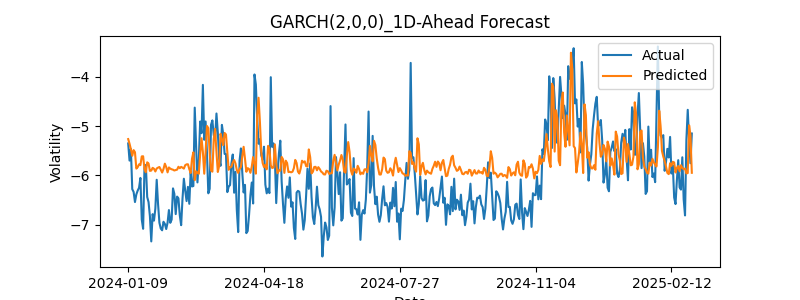 GARCH(2,0,0)_1D-Ahead Forecast
Actual
Predicted
Volatility
−4
−5
−6
−7
2024-01-09 2024-04-18 2024-07-27 2024-11-04 2025-02-12
Date